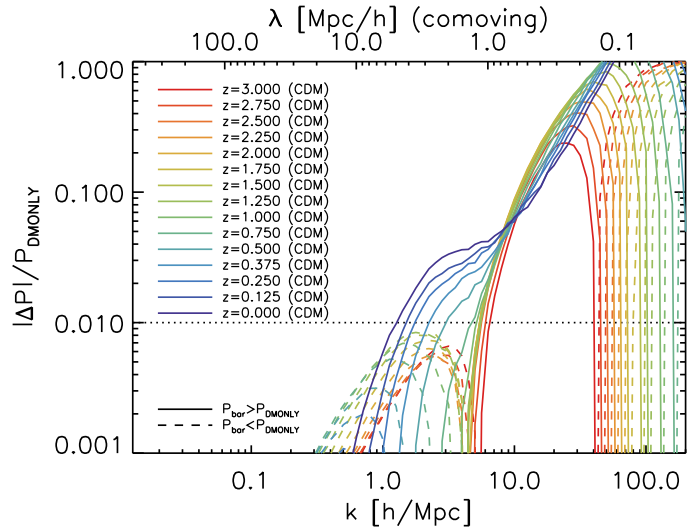 λ [Mpc/h] (comoving)
100.0 10.0 1.0 0.1
1.000
0.100
0.010
0.001
|ΔP|/P_DMONLY
z=3.000 (CDM)
z=2.750 (CDM)
z=2.500 (CDM)
z=2.250 (CDM)
z=2.000 (CDM)
z=1.750 (CDM)
z=1.500 (CDM)
z=1.250 (CDM)
z=1.000 (CDM)
z=0.750 (CDM)
z=0.500 (CDM)
z=0.375 (CDM)
z=0.250 (CDM)
z=0.125 (CDM)
z=0.000 (CDM)
P_bar>P_DMONLY
P_bar<P_DMONLY
0.1 1.0 10.0 100.0
k [h/Mpc]